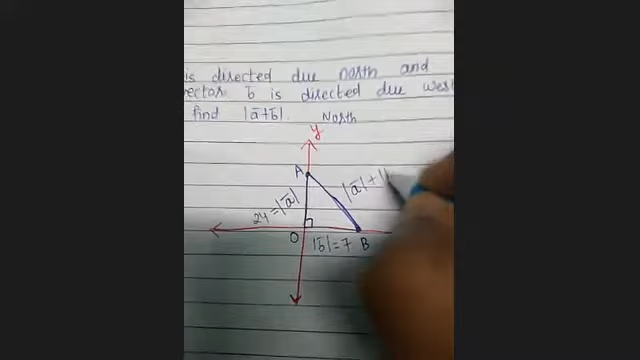 is directed due north and
vector b̄ is directed due west
find |ā+b̄|. North
y
A
24=|ā|
|ā|+|
O
|b̄|=7 B